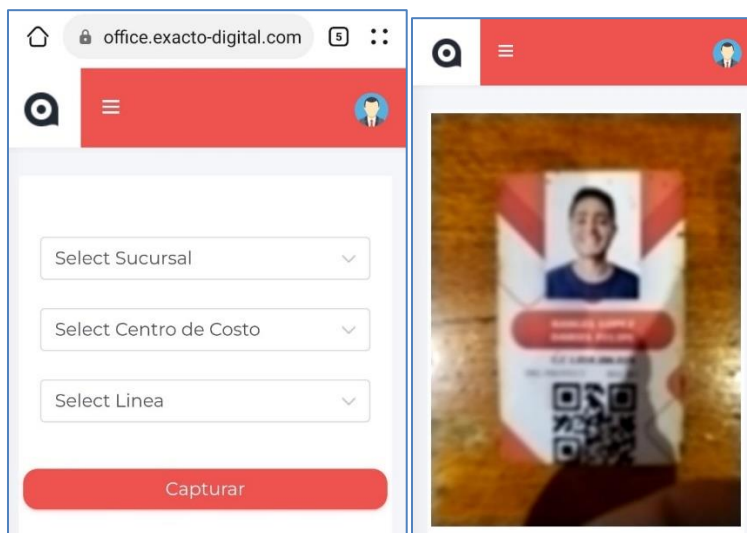 office.exacto-digital.com
5
Select Sucursal
Select Centro de Costo
Select Linea
Capturar